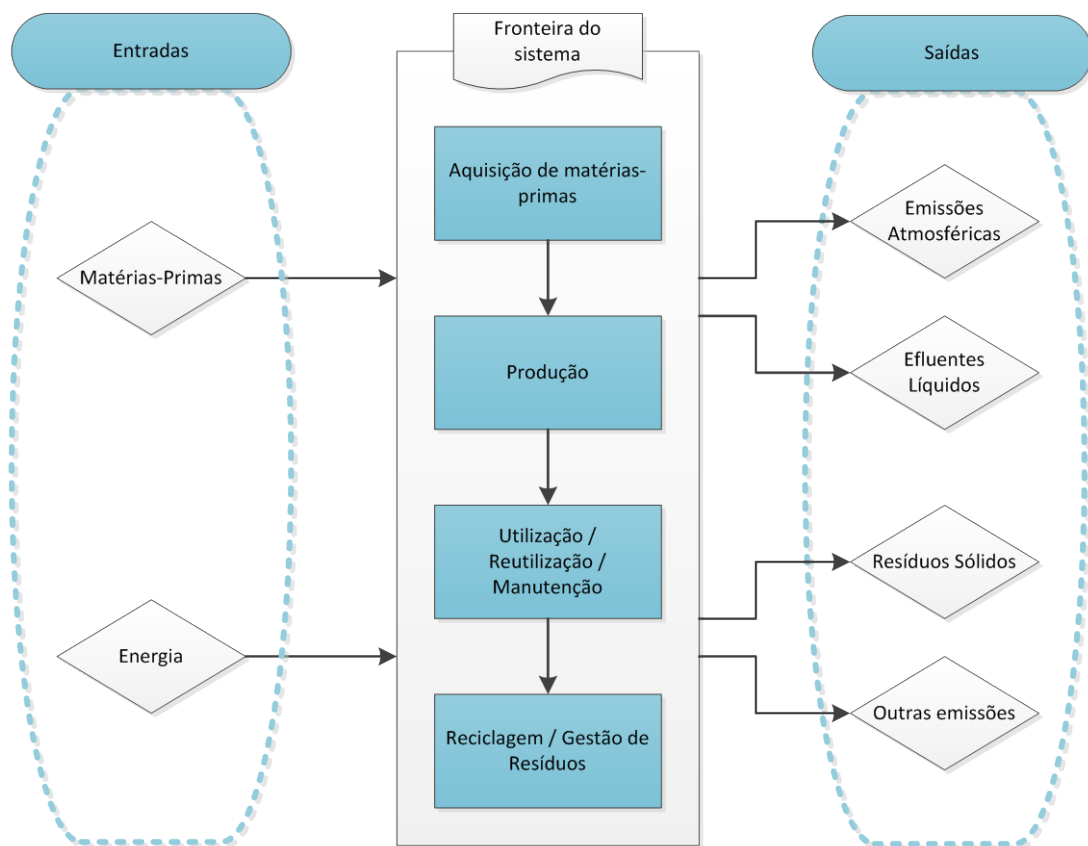 Entradas
Fronteira do
sistema
Saídas
Aquisição de matérias-
primas
Emissões
Atmosféricas
Matérias-Primas
Produção
Efluentes
Líquidos
Utilização /
Reutilização /
Manutenção
Resíduos Sólidos
Energia
Outras emissões
Reciclagem / Gestão de
Resíduos